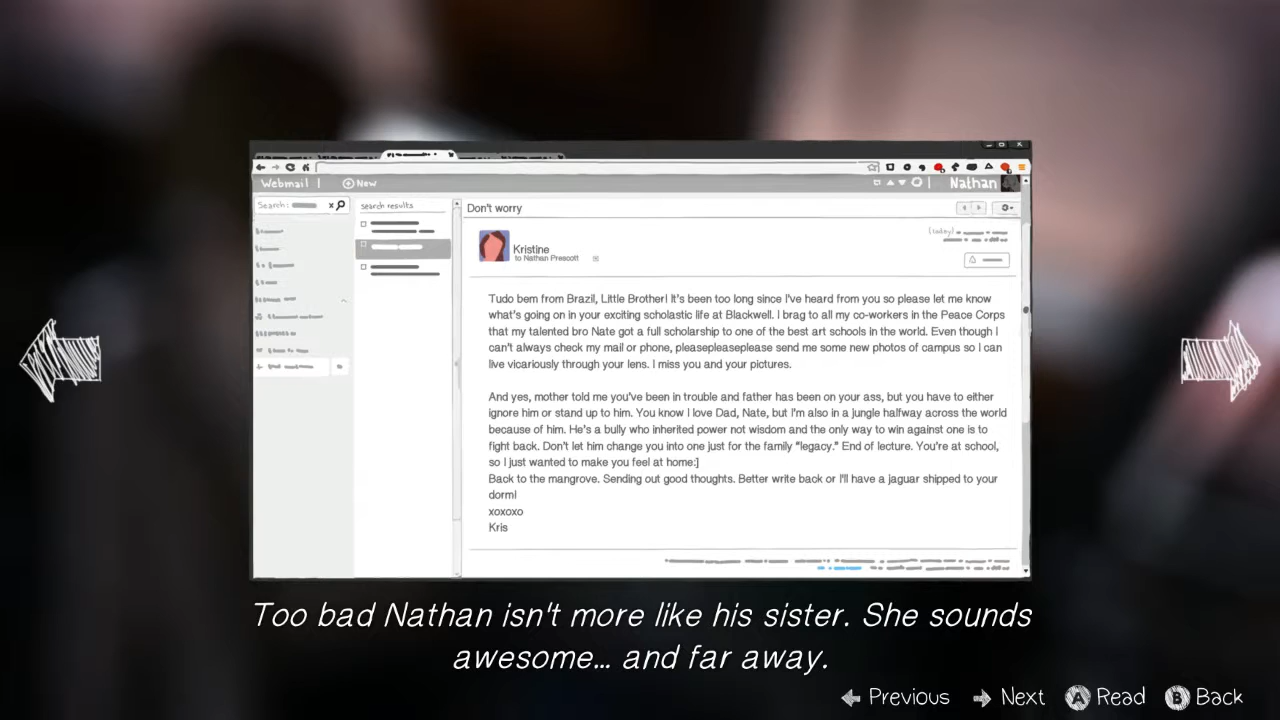 Webmail |
New
Nathan
Search:
x
search results
Don't worry
(today)
Kristine
to Nathan Prescott
Tudo bem from Brazil, Little Brother! It's been too long since I've heard from you so please let me know
what's going on in your exciting scholastic life at Blackwell. I brag to all my co-workers in the Peace Corps
that my talented bro Nate got a full scholarship to one of the best art schools in the world. Even though I
can't always check my mail or phone, pleasepleaseplease send me some new photos of campus so I can
live vicariously through your lens. I miss you and your pictures.
And yes, mother told me you've been in trouble and father has been on your ass, but you have to either
ignore him or stand up to him. You know I love Dad, Nate, but I'm also in a jungle halfway across the world
because of him. He's a bully who inherited power not wisdom and the only way to win against one is to
fight back. Don't let him change you into one just for the family "legacy." End of lecture. You're at school,
so I just wanted to make you feel at home:]
Back to the mangrove. Sending out good thoughts. Better write back or I'll have a jaguar shipped to your
dorm!
xoxoxo
Kris
Too bad Nathan isn't more like his sister. She sounds
awesome... and far away.
Previous Next A Read B Back